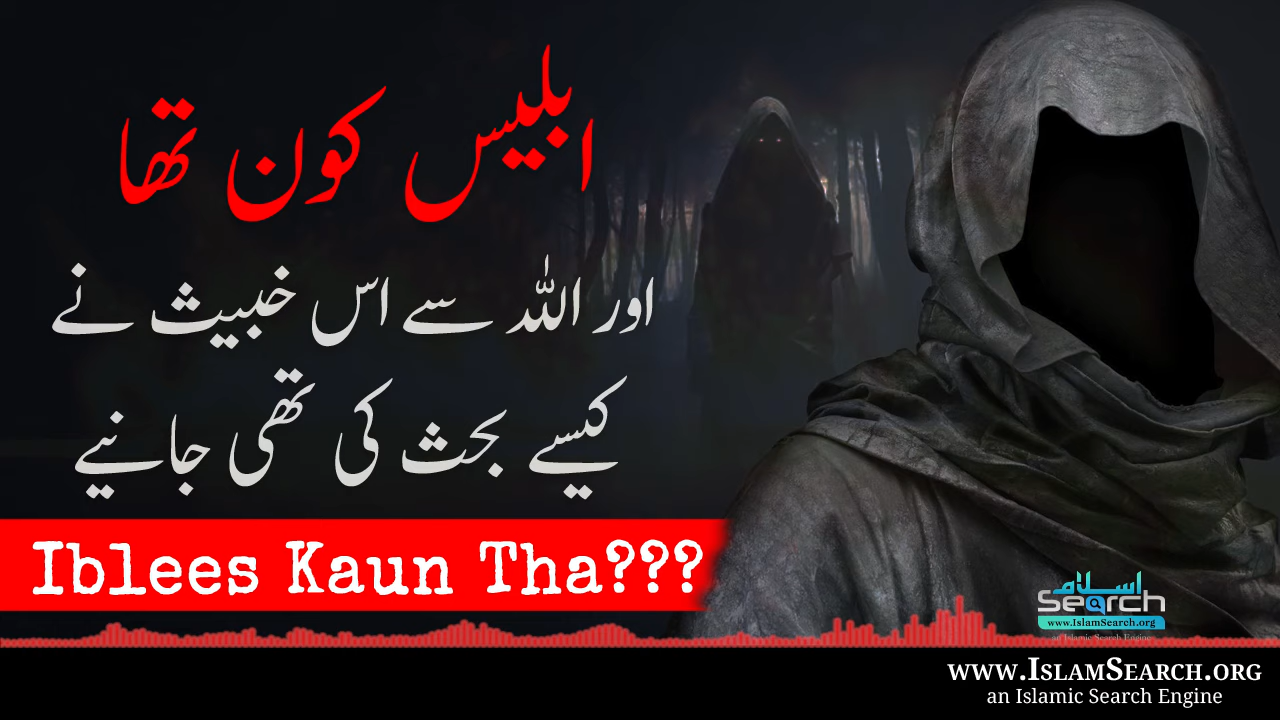 ابلیس کون تھا
اور اللہ سے اس خبیث نے
کیسے بحث کی تھی جانیے
Iblees Kaun Tha???
اسلام
search
www.IslamSearch.org
an Islamic Search Engine
www.IslamSearch.org
an Islamic Search Engine